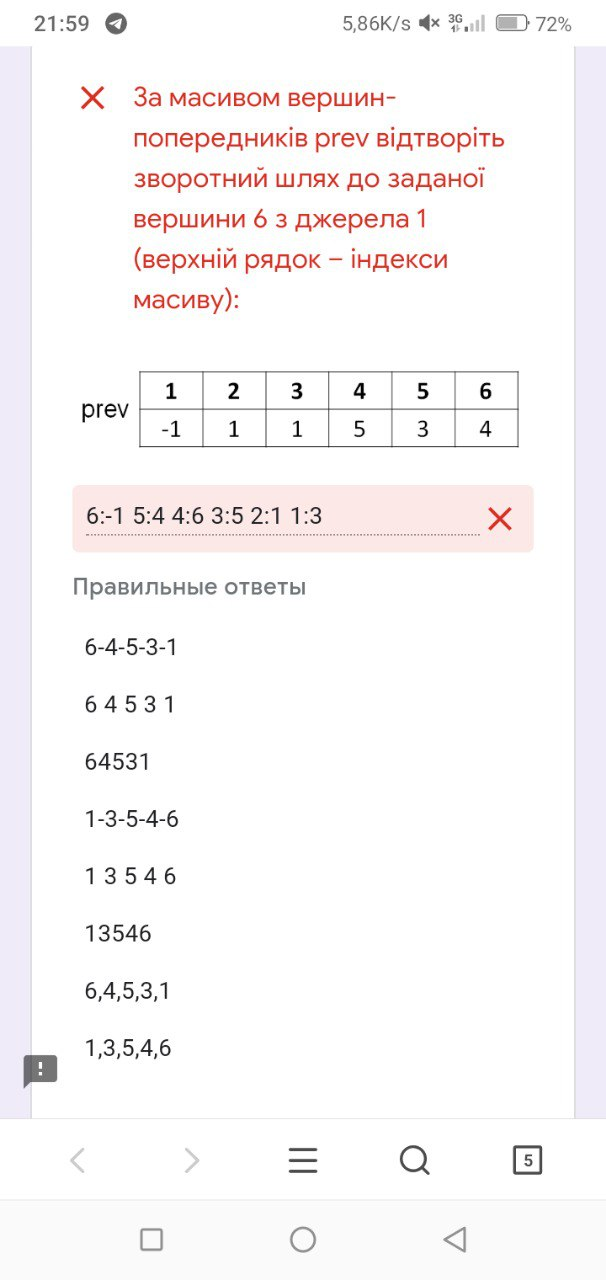 21:59 5,86K/s 3G 72%
За масивом вершин-
попередників prev відтворіть
зворотний шлях до заданої
вершини 6 з джерела 1
(верхній рядок – індекси
масиву):
1 2 3 4 5 6
prev
-1 1 1 5 3 4
6:-1 5:4 4:6 3:5 2:1 1:3
Правильные ответы
6-4-5-3-1
6 4 5 3 1
64531
1-3-5-4-6
1 3 5 4 6
13546
6,4,5,3,1
1,3,5,4,6
!
5